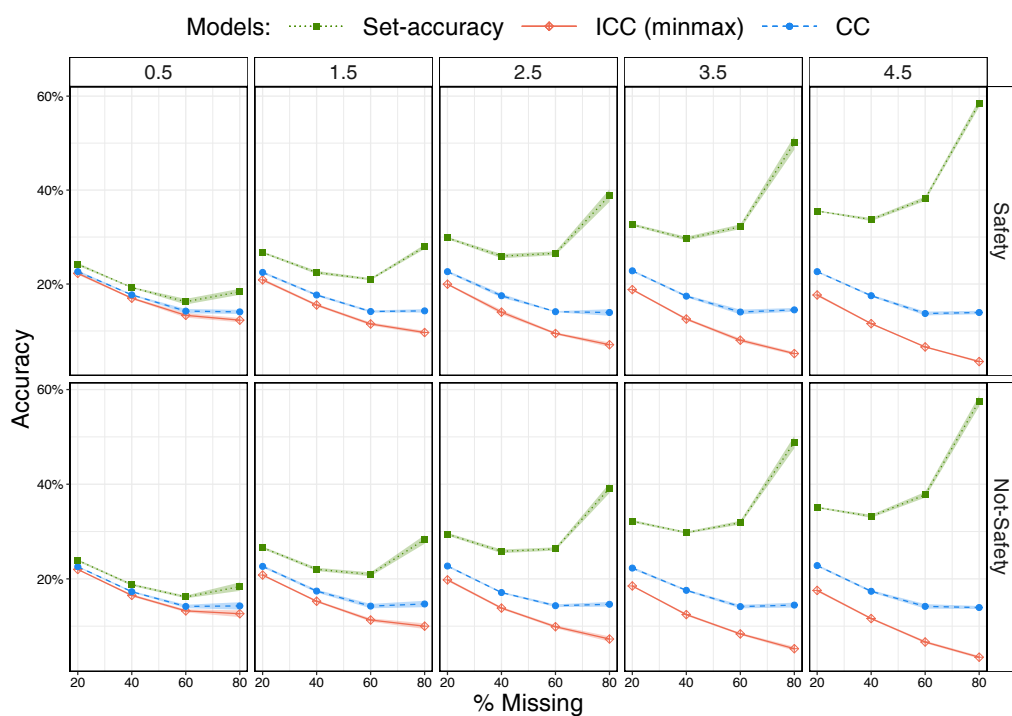 Models: Set-accuracy ICC (minmax) CC
0.5 1.5 2.5 3.5 4.5
60%
40%
20%
Safety
60%
40%
20%
Not-Safety
Accuracy
20 40 60 80 20 40 60 80 20 40 60 80 20 40 60 80 20 40 60 80
% Missing